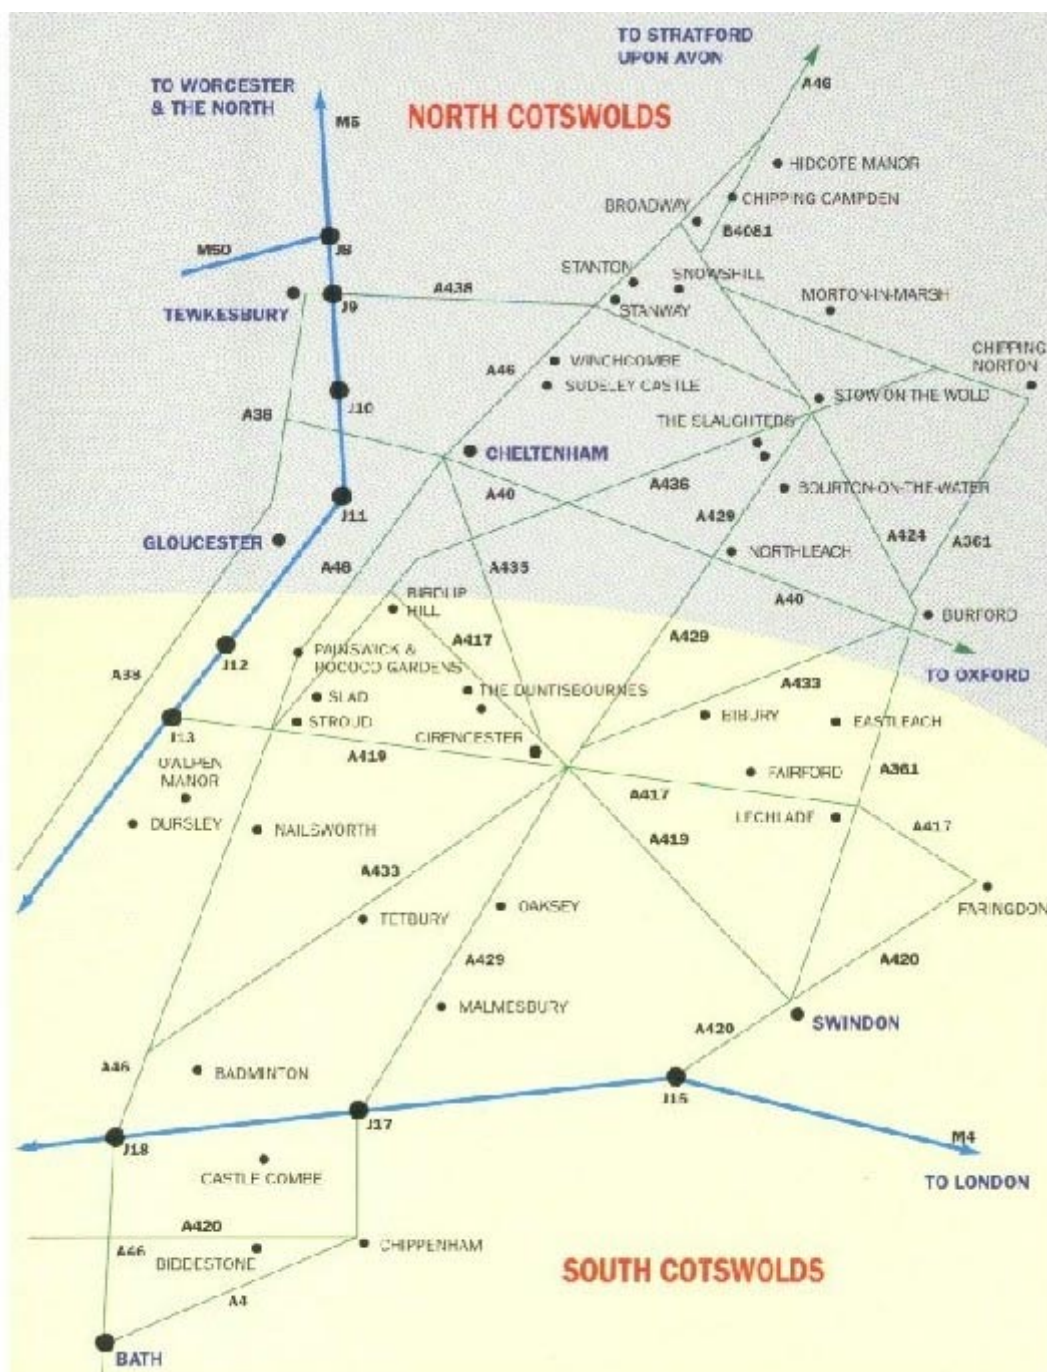 TO STRATFORD
UPON AVON
A46
TO WORCESTER
& THE NORTH
M5
NORTH COTSWOLDS
HIDCOTE MANOR
CHIPPING CAMPDEN
BROADWAY
B4081
M50
J8
STANTON
SNOWSHILL
A438
MORTON-IN-MARSH
TEWKESBURY
J9
STANWAY
CHIPPING
NORTON
WINCHCOMBE
A46
SUDELEY CASTLE
STOW ON THE WOLD
J10
A38
THE SLAUGHTERS
CHELTENHAM
A436
BOURTON-ON-THE-WATER
A40
J11
A429
A424
A361
GLOUCESTER
NORTHLEACH
A46
A435
BIRDLIP
HILL
A40
BURFORD
A417
A429
PAINSWICK &
ROCOCO GARDENS
J12
A38
TO OXFORD
A433
THE DUNTISBOURNES
SLAD
BIBURY
EASTLEACH
STROUD
J13
CIRENCESTER
A419
OWLPEN
MANOR
FAIRFORD
A361
A417
LECHLADE
A417
DURSLEY
NAILSWORTH
A419
A433
OAKSEY
FARINGDON
TETBURY
A429
A420
MALMESBURY
SWINDON
A420
A46
BADMINTON
J15
J17
J18
M4
CASTLE COMBE
TO LONDON
A420
A46
CHIPPENHAM
BIDDESTONE
SOUTH COTSWOLDS
A4
BATH